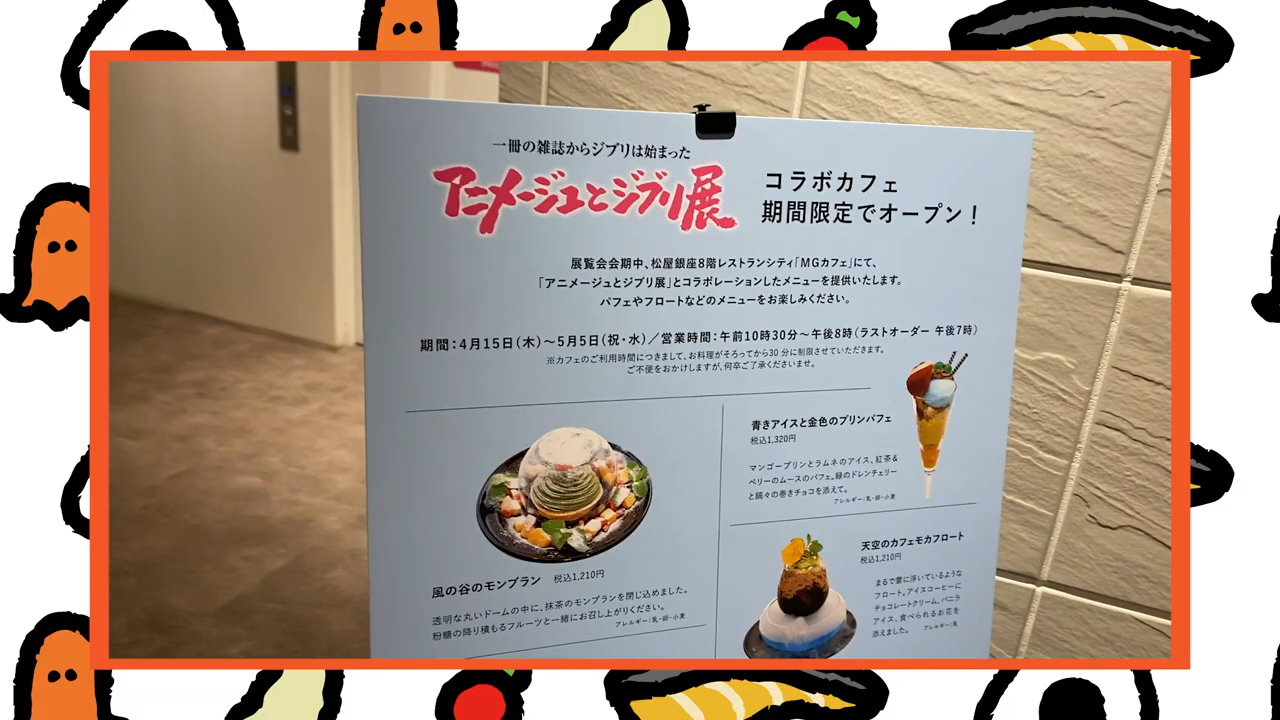 一冊の雑誌からジブリは始まった
アニメージュとジブリ展
コラボカフェ
期間限定でオープン！
展覧会会期中、松屋銀座8階レストランシティ「MGカフェ」にて、
「アニメージュとジブリ展」とコラボレーションしたメニューを提供いたします。
パフェやフロートなどのメニューをお楽しみください。
期間：4月15日（木）～5月5日（祝・水）／営業時間：午前10時30分～午後8時（ラストオーダー 午後7時）
※カフェのご利用時間につきまして、お料理がそろってから30 分に制限させていただきます。
ご不便をおかけしますが、何卒ご了承くださいませ。
風の谷のモンブラン 税込1,210円
透明な丸いドームの中に、抹茶のモンブランを閉じ込めました。
粉糖の降り積もるフルーツと一緒にお召し上がりください。
アレルギー：乳・卵・小麦
青きアイスと金色のプリンパフェ
税込1,320円
マンゴープリンとラムネのアイス、紅茶＆
ベリーのムースのパフェ。緑のドレンチェリー
と縞々の巻きチョコを添えて。
アレルギー：乳・卵・小麦
天空のカフェモカフロート
税込1,210円
まるで雲に浮いているような
フロート。アイスコーヒーに
チョコレートクリーム、バニラ
アイス、食べられるお花を
添えました。
アレルギー：乳